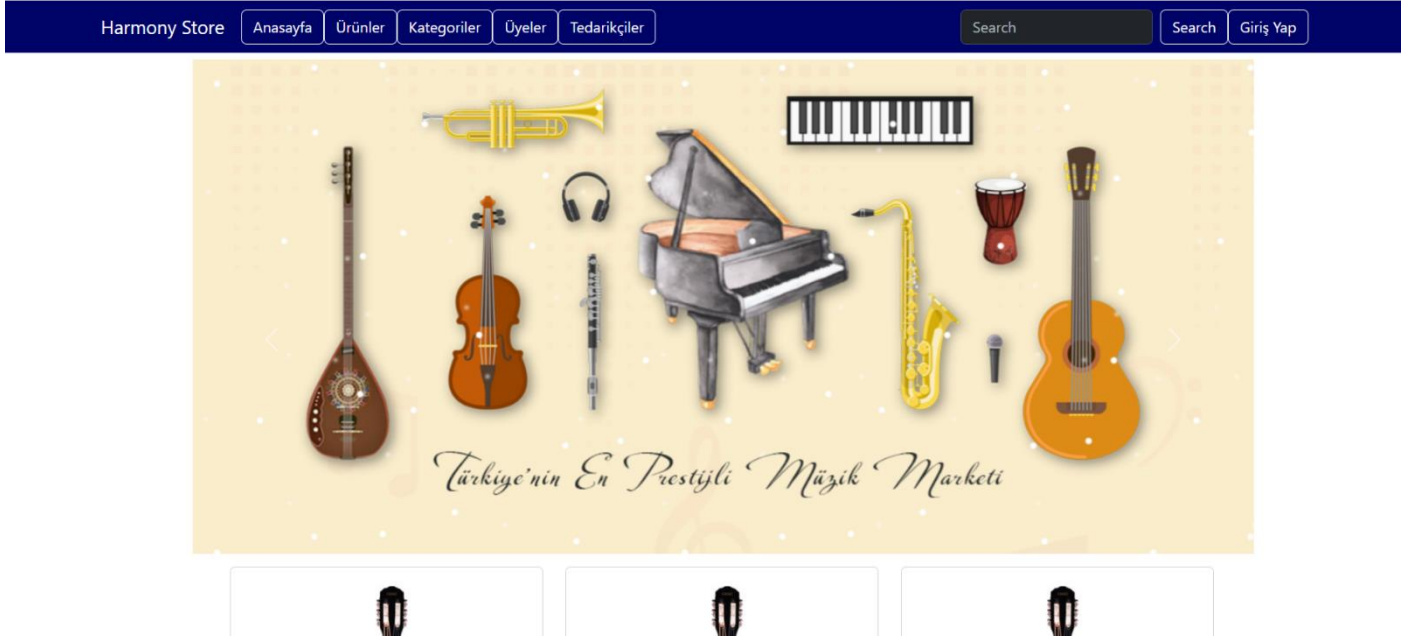 Harmony Store Anasayfa Ürünler Kategoriler Üyeler Tedarikçiler Search Search Giriş Yap
Türkiye'nin En Prestijli Müzik Marketi